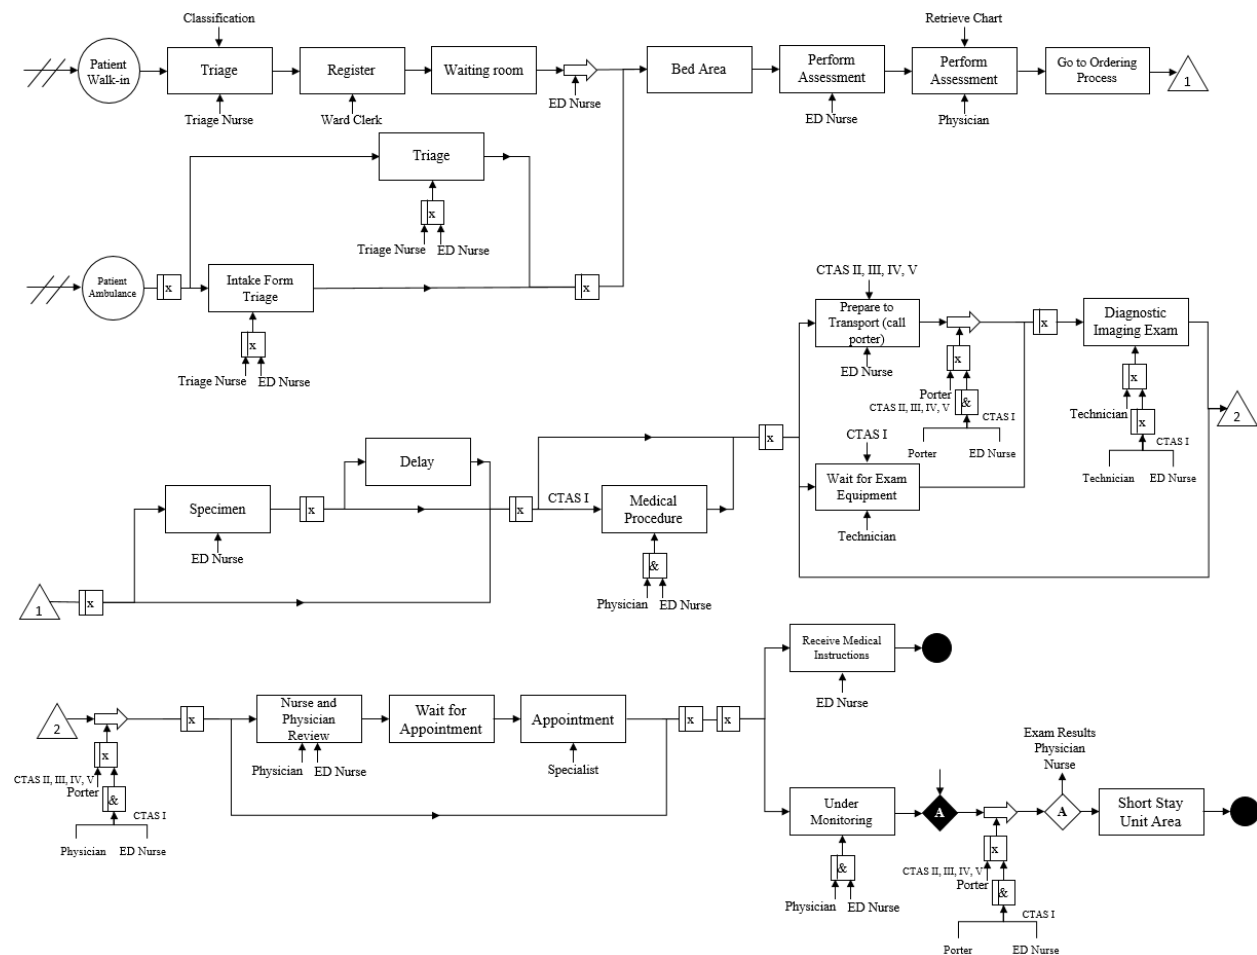 Classification
Retrieve Chart
Patient
Walk-in
Triage
Register
Waiting room
Bed Area
Perform
Assessment
Perform
Assessment
Go to Ordering
Process
1
ED Nurse
Triage Nurse
Ward Clerk
ED Nurse
Physician
Triage
x
Triage Nurse
ED Nurse
Patient
Ambulance
x
Intake Form
Triage
x
x
Triage Nurse
ED Nurse
CTAS II, III, IV, V
Prepare to
Transport (call
porter)
ED Nurse
x
Porter
CTAS II, III, IV, V
&
CTAS I
Porter
ED Nurse
x
Diagnostic
Imaging Exam
x
Technician
x
CTAS I
Technician
ED Nurse
2
CTAS I
Wait for Exam
Equipment
Technician
Delay
Specimen
ED Nurse
x
x
CTAS I
Medical
Procedure
&
Physician
ED Nurse
x
1
x
Receive Medical
Instructions
ED Nurse
2
x
CTAS II, III, IV, V
Porter
&
CTAS I
Physician
ED Nurse
x
Nurse and
Physician
Review
Physician
ED Nurse
Wait for
Appointment
Appointment
Specialist
x
x
Under
Monitoring
&
Physician
ED Nurse
A
x
CTAS II, III, IV, V
Porter
&
CTAS I
Porter
ED Nurse
Exam Results
Physician
Nurse
A
Short Stay
Unit Area